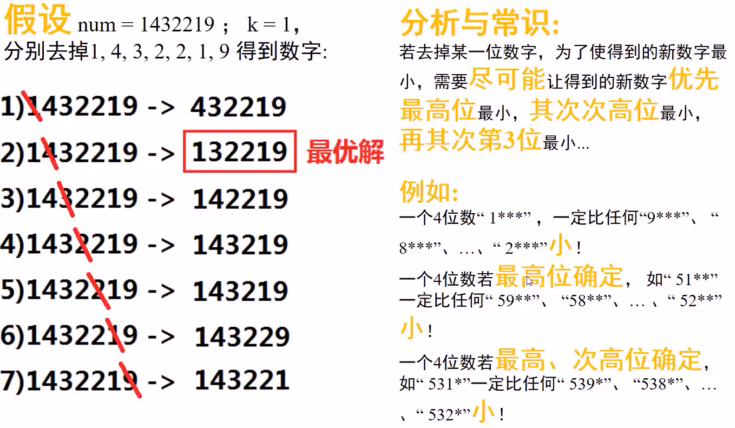 假设 num = 1432219 ； k = 1，
分别去掉1, 4, 3, 2, 2, 1, 9 得到数字:
1)1432219 -> 432219
2)1432219 -> 132219 最优解
3)1432219 -> 142219
4)1432219 -> 143219
5)1432219 -> 143219
6)1432219 -> 143229
7)1432219 -> 143221
分析与常识:
若去掉某一位数字，为了使得到的新数字最
小，需要尽可能让得到的新数字优先
最高位最小，其次次高位最小，
再其次第3位最小...
例如:
一个4位数“ 1***” ，一定比任何“9***”、 “
8***”、…、“ 2***”小！
一个4位数若最高位确定， 如“ 51**”
一定比任何“ 59**”、 “58**”、… 、“ 52**”
小！
一个4位数若最高、次高位确定，
如“ 531*”一定比任何“ 539*”、 “538*”、…
、“ 532*”小！